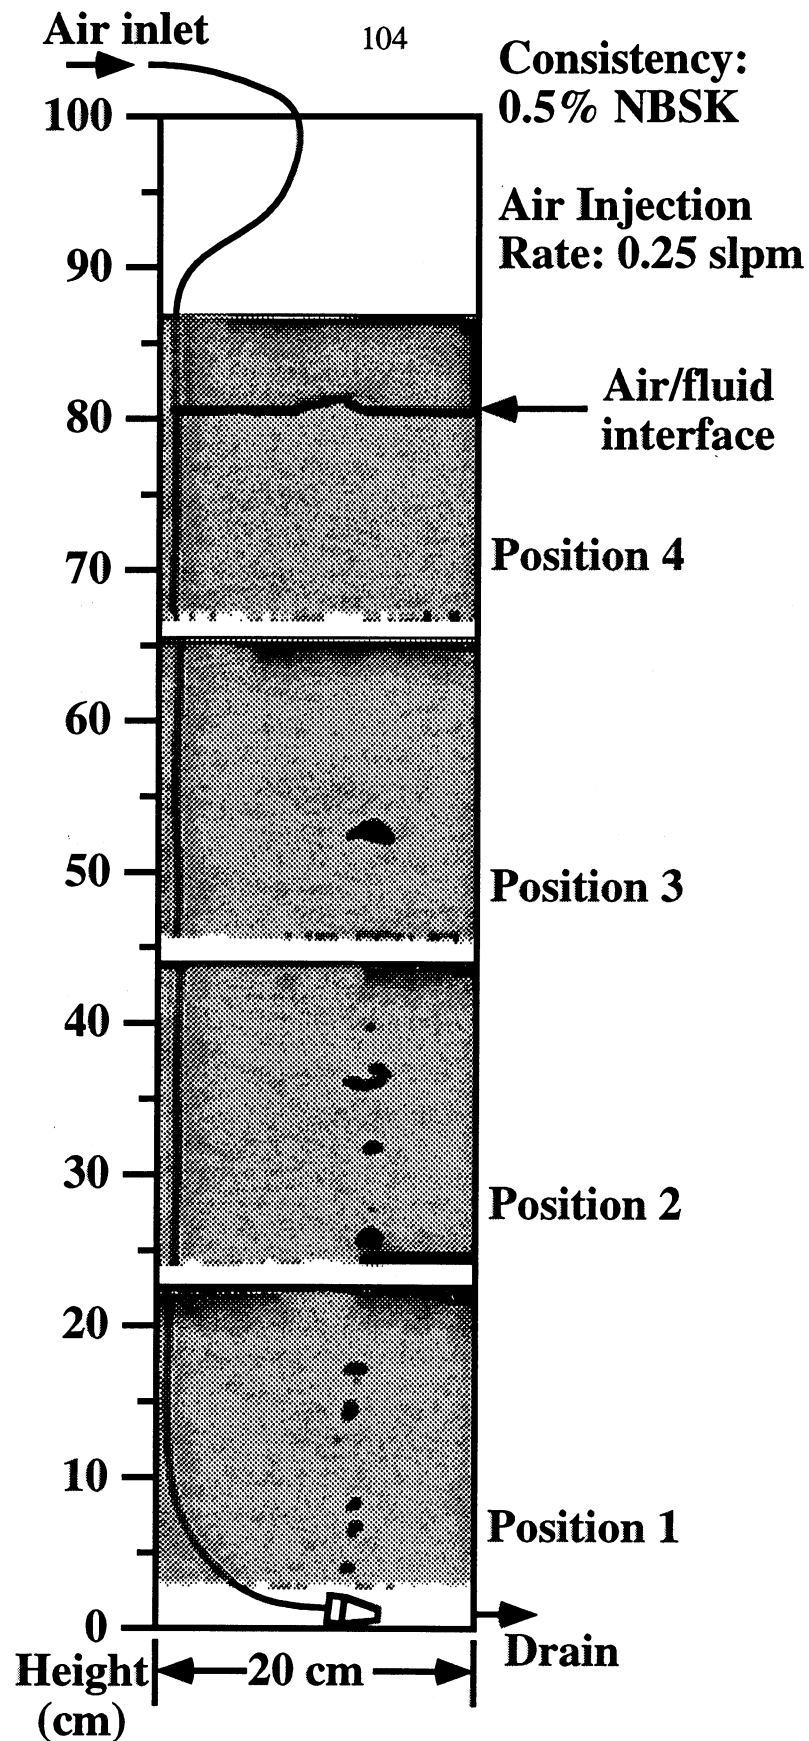 Air inlet
104
Consistency:
0.5% NBSK
100
Air Injection
Rate: 0.25 slpm
90
Air/fluid
interface
80
Position 4
70
60
50
Position 3
40
30
Position 2
20
10
Position 1
0
Drain
Height
(cm)
20 cm